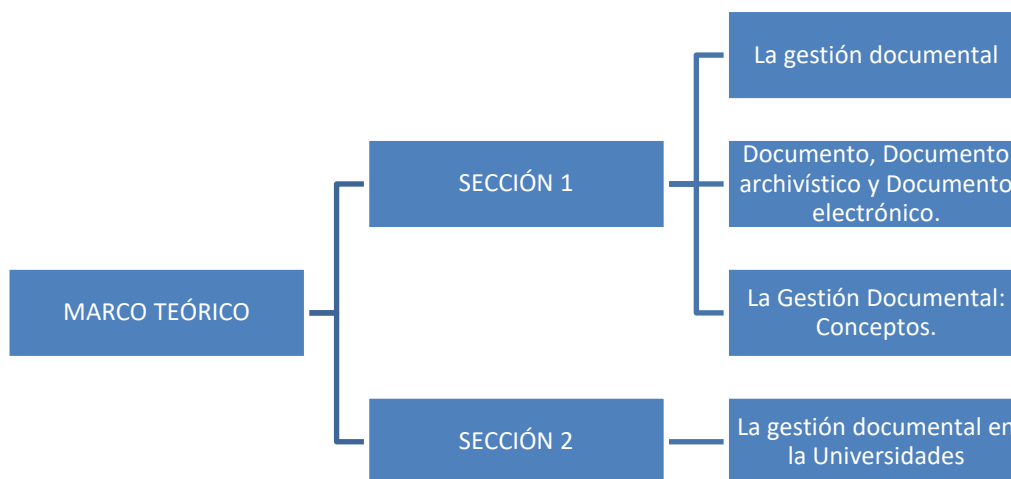 MARCO TEÓRICO
SECCIÓN 1
La gestión documental
Documento, Documento
archivístico y Documento
electrónico.
La Gestión Documental:
Conceptos.
SECCIÓN 2
La gestión documental en
la Universidades